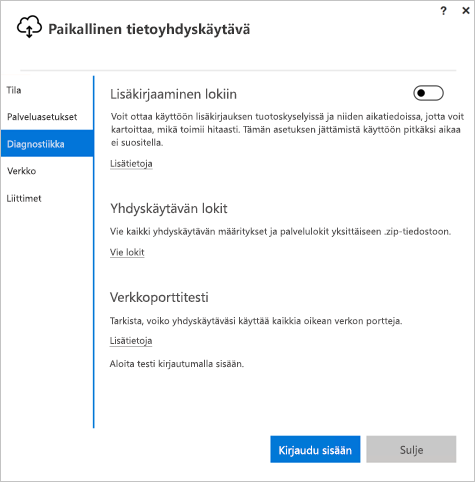 ? ×
Paikallinen tietoyhdyskäytävä
Tila
Palveluasetukset
Diagnostiikka
Verkko
Liittimet
Lisäkirjaaminen lokiin
Voit ottaa käyttöön lisäkirjauksen tuotoskyselyissä ja niiden aikatiedoissa, jotta voit
kartoittaa, mikä toimii hitaasti. Tämän asetuksen jättämistä käyttöön pitkäksi aikaa
ei suositella.
Lisätietoja
Yhdyskäytävän lokit
Vie kaikki yhdyskäytävän määritykset ja palvelulokit yksittäiseen .zip-tiedostoon.
Vie lokit
Verkkoporttitesti
Tarkista, voiko yhdyskäytäväsi käyttää kaikkia oikean verkon portteja.
Lisätietoja
Aloita testi kirjautumalla sisään.
Kirjaudu sisään
Sulje